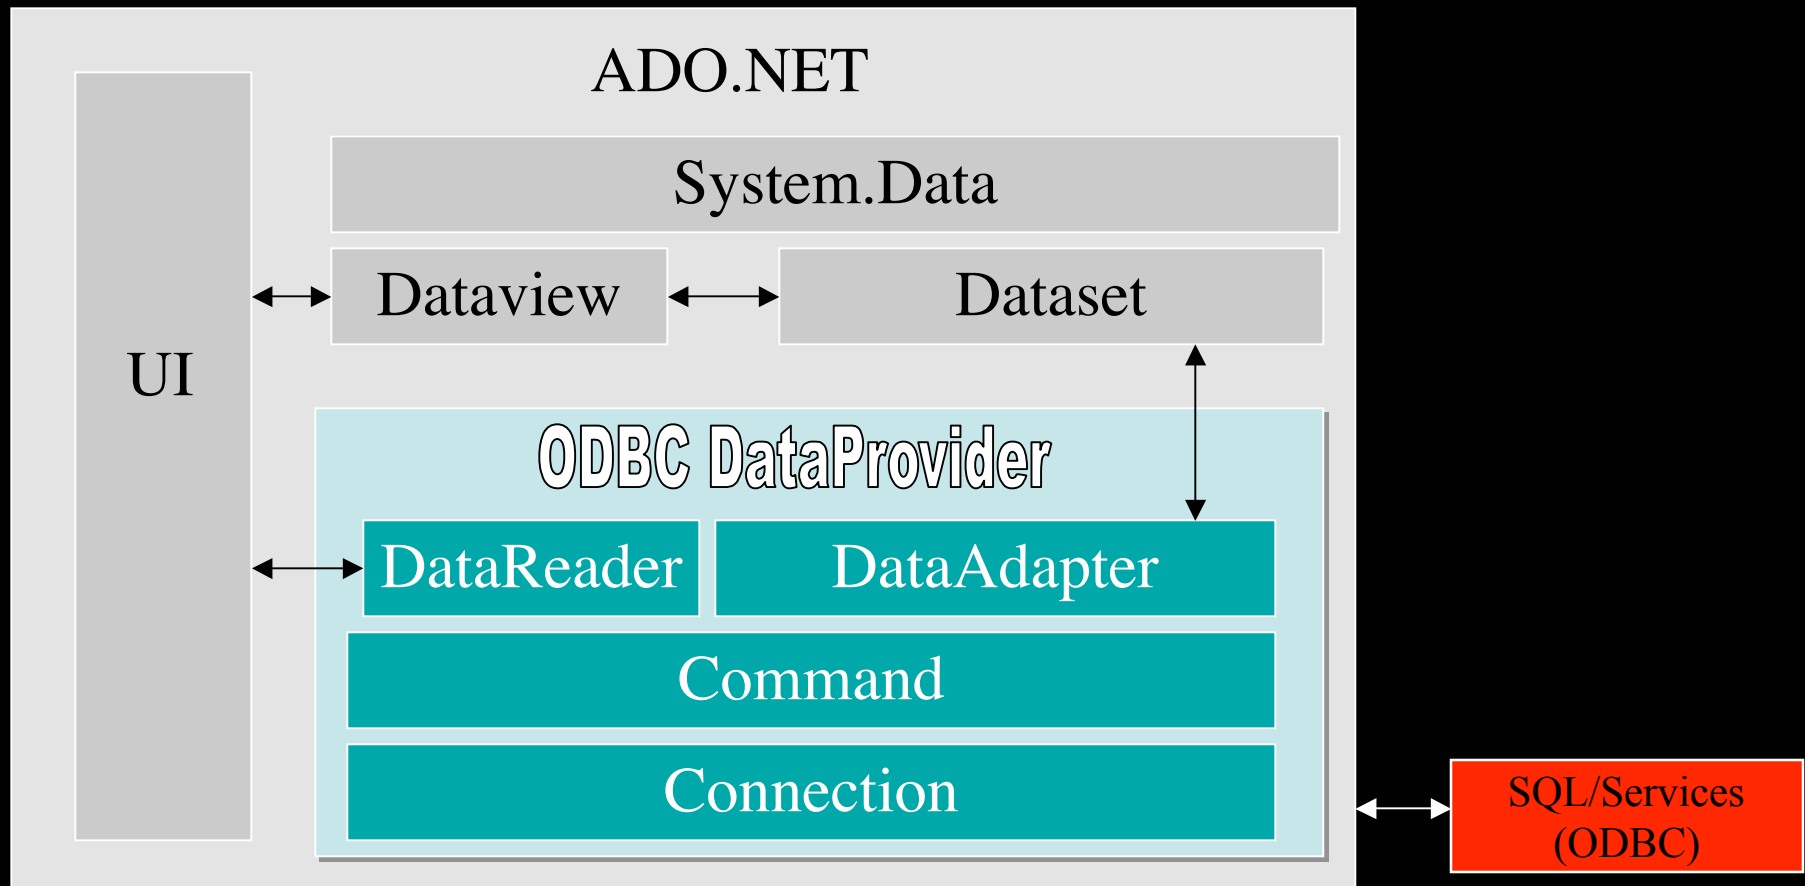 ADO.NET
System.Data
Dataview
Dataset
UI
ODBC DataProvider
DataReader
DataAdapter
Command
Connection
SQL/Services
(ODBC)